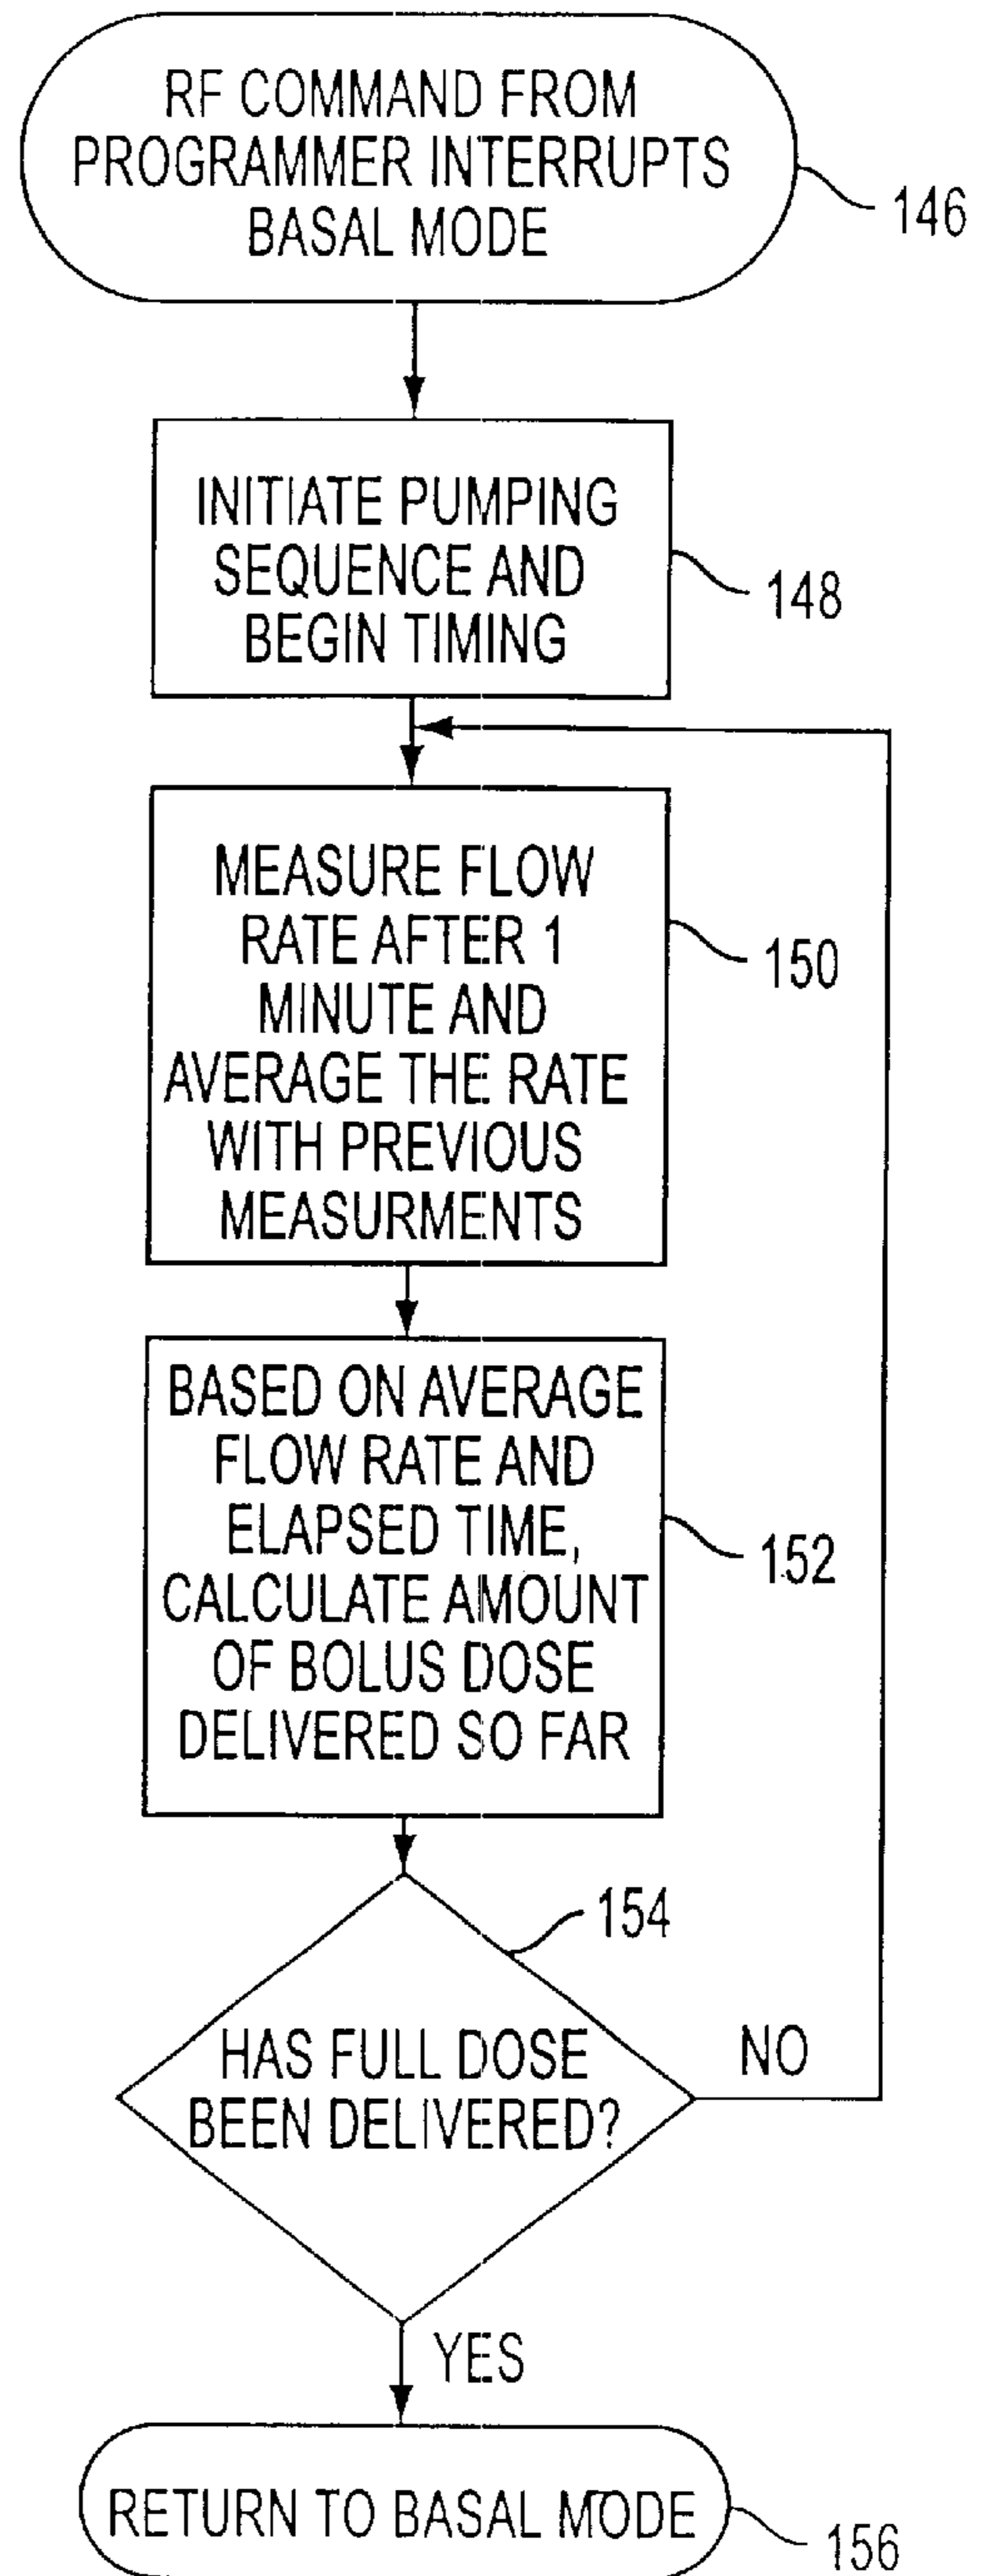 RF COMMAND FROM
PROGRAMMER INTERRUPTS
BASAL MODE
146
INITIATE PUMPING
SEQUENCE AND
BEGIN TIMING
148
MEASURE FLOW
RATE AFTER 1
MINUTE AND
AVERAGE THE RATE
WITH PREVIOUS
MEASURMENTS
150
BASED ON AVERAGE
FLOW RATE AND
ELAPSED TIME,
CALCULATE AMOUNT
OF BOLUS DOSE
DELIVERED SO FAR
152
154
HAS FULL DOSE
BEEN DELIVERED?
NO
YES
RETURN TO BASAL MODE
156